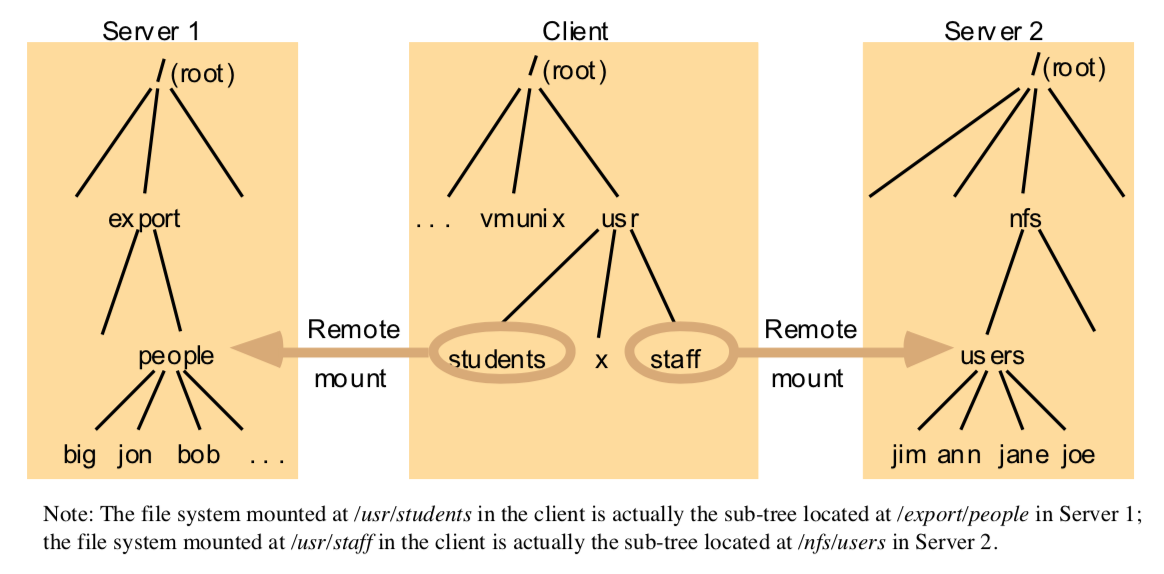 Server 1
Client
Server 2
/ (root)
/ (root)
/ (root)
export
. . .
vmunix
usr
nfs
Remote
mount
Remote
mount
people
students
x
staff
users
big jon bob . . .
jim ann jane joe
Note: The file system mounted at /usr/students in the client is actually the sub-tree located at /export/people in Server 1;
the file system mounted at /usr/staff in the client is actually the sub-tree located at /nfs/users in Server 2.